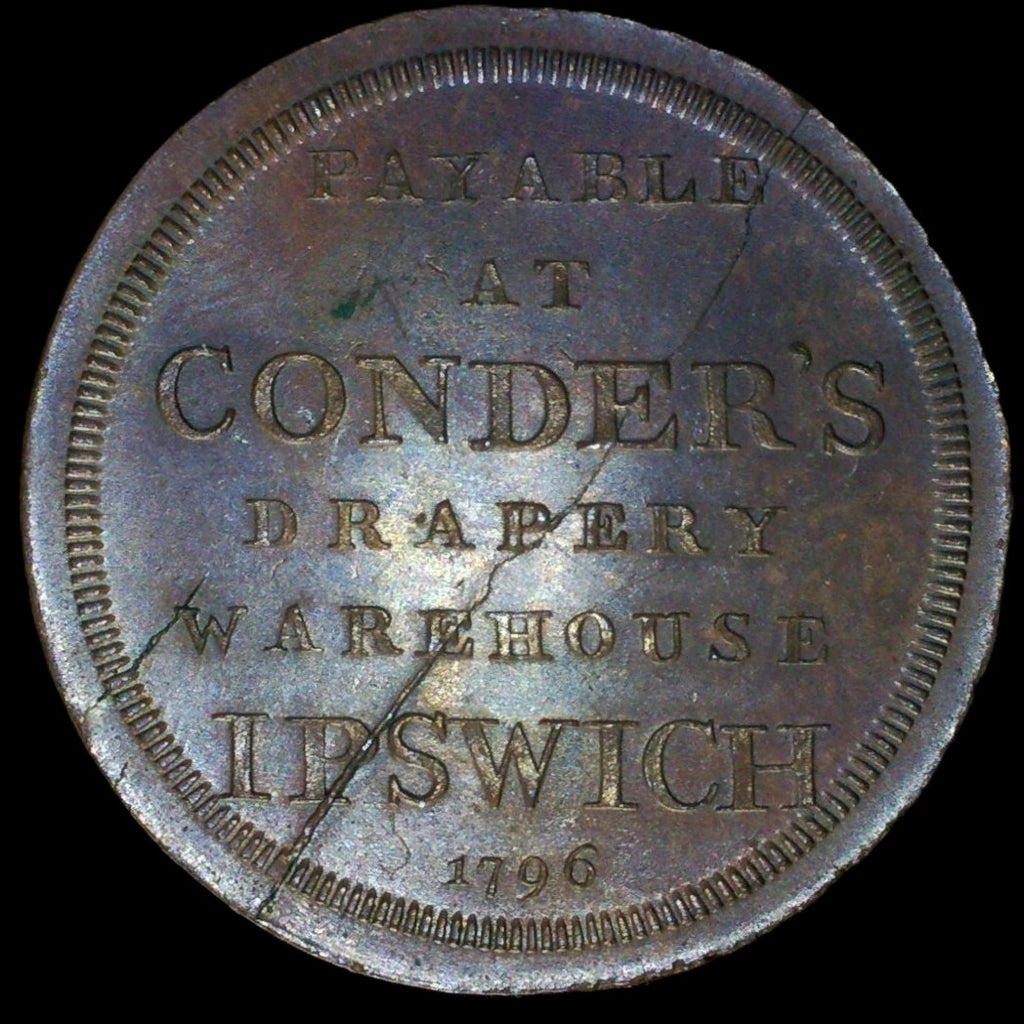 PAYABLE
AT
CONDER'S
DRAPERY
WAREHOUSE
IPSWICH
1796